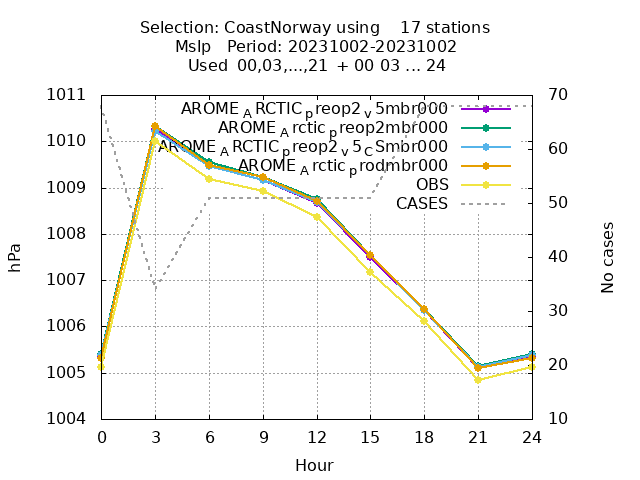 Selection: CoastNorway using    17 stations
Mslp   Period: 20231002-20231002
Used 00,03,...,21 + 00 03 ... 24
1011 70
AROME_ARCTIC_preop2_v5mbr000
AROME_Arctic_preop2mbr000
1010 60
AROME_ARCTIC_preop2_v5_CSmbr000
AROME_Arctic_prodmbr000
1009 OBS
CASES 50
1008
40
1007
30
1006
20
1005
1004 10
hPa
No cases
0 3 6 9 12 15 18 21 24
Hour